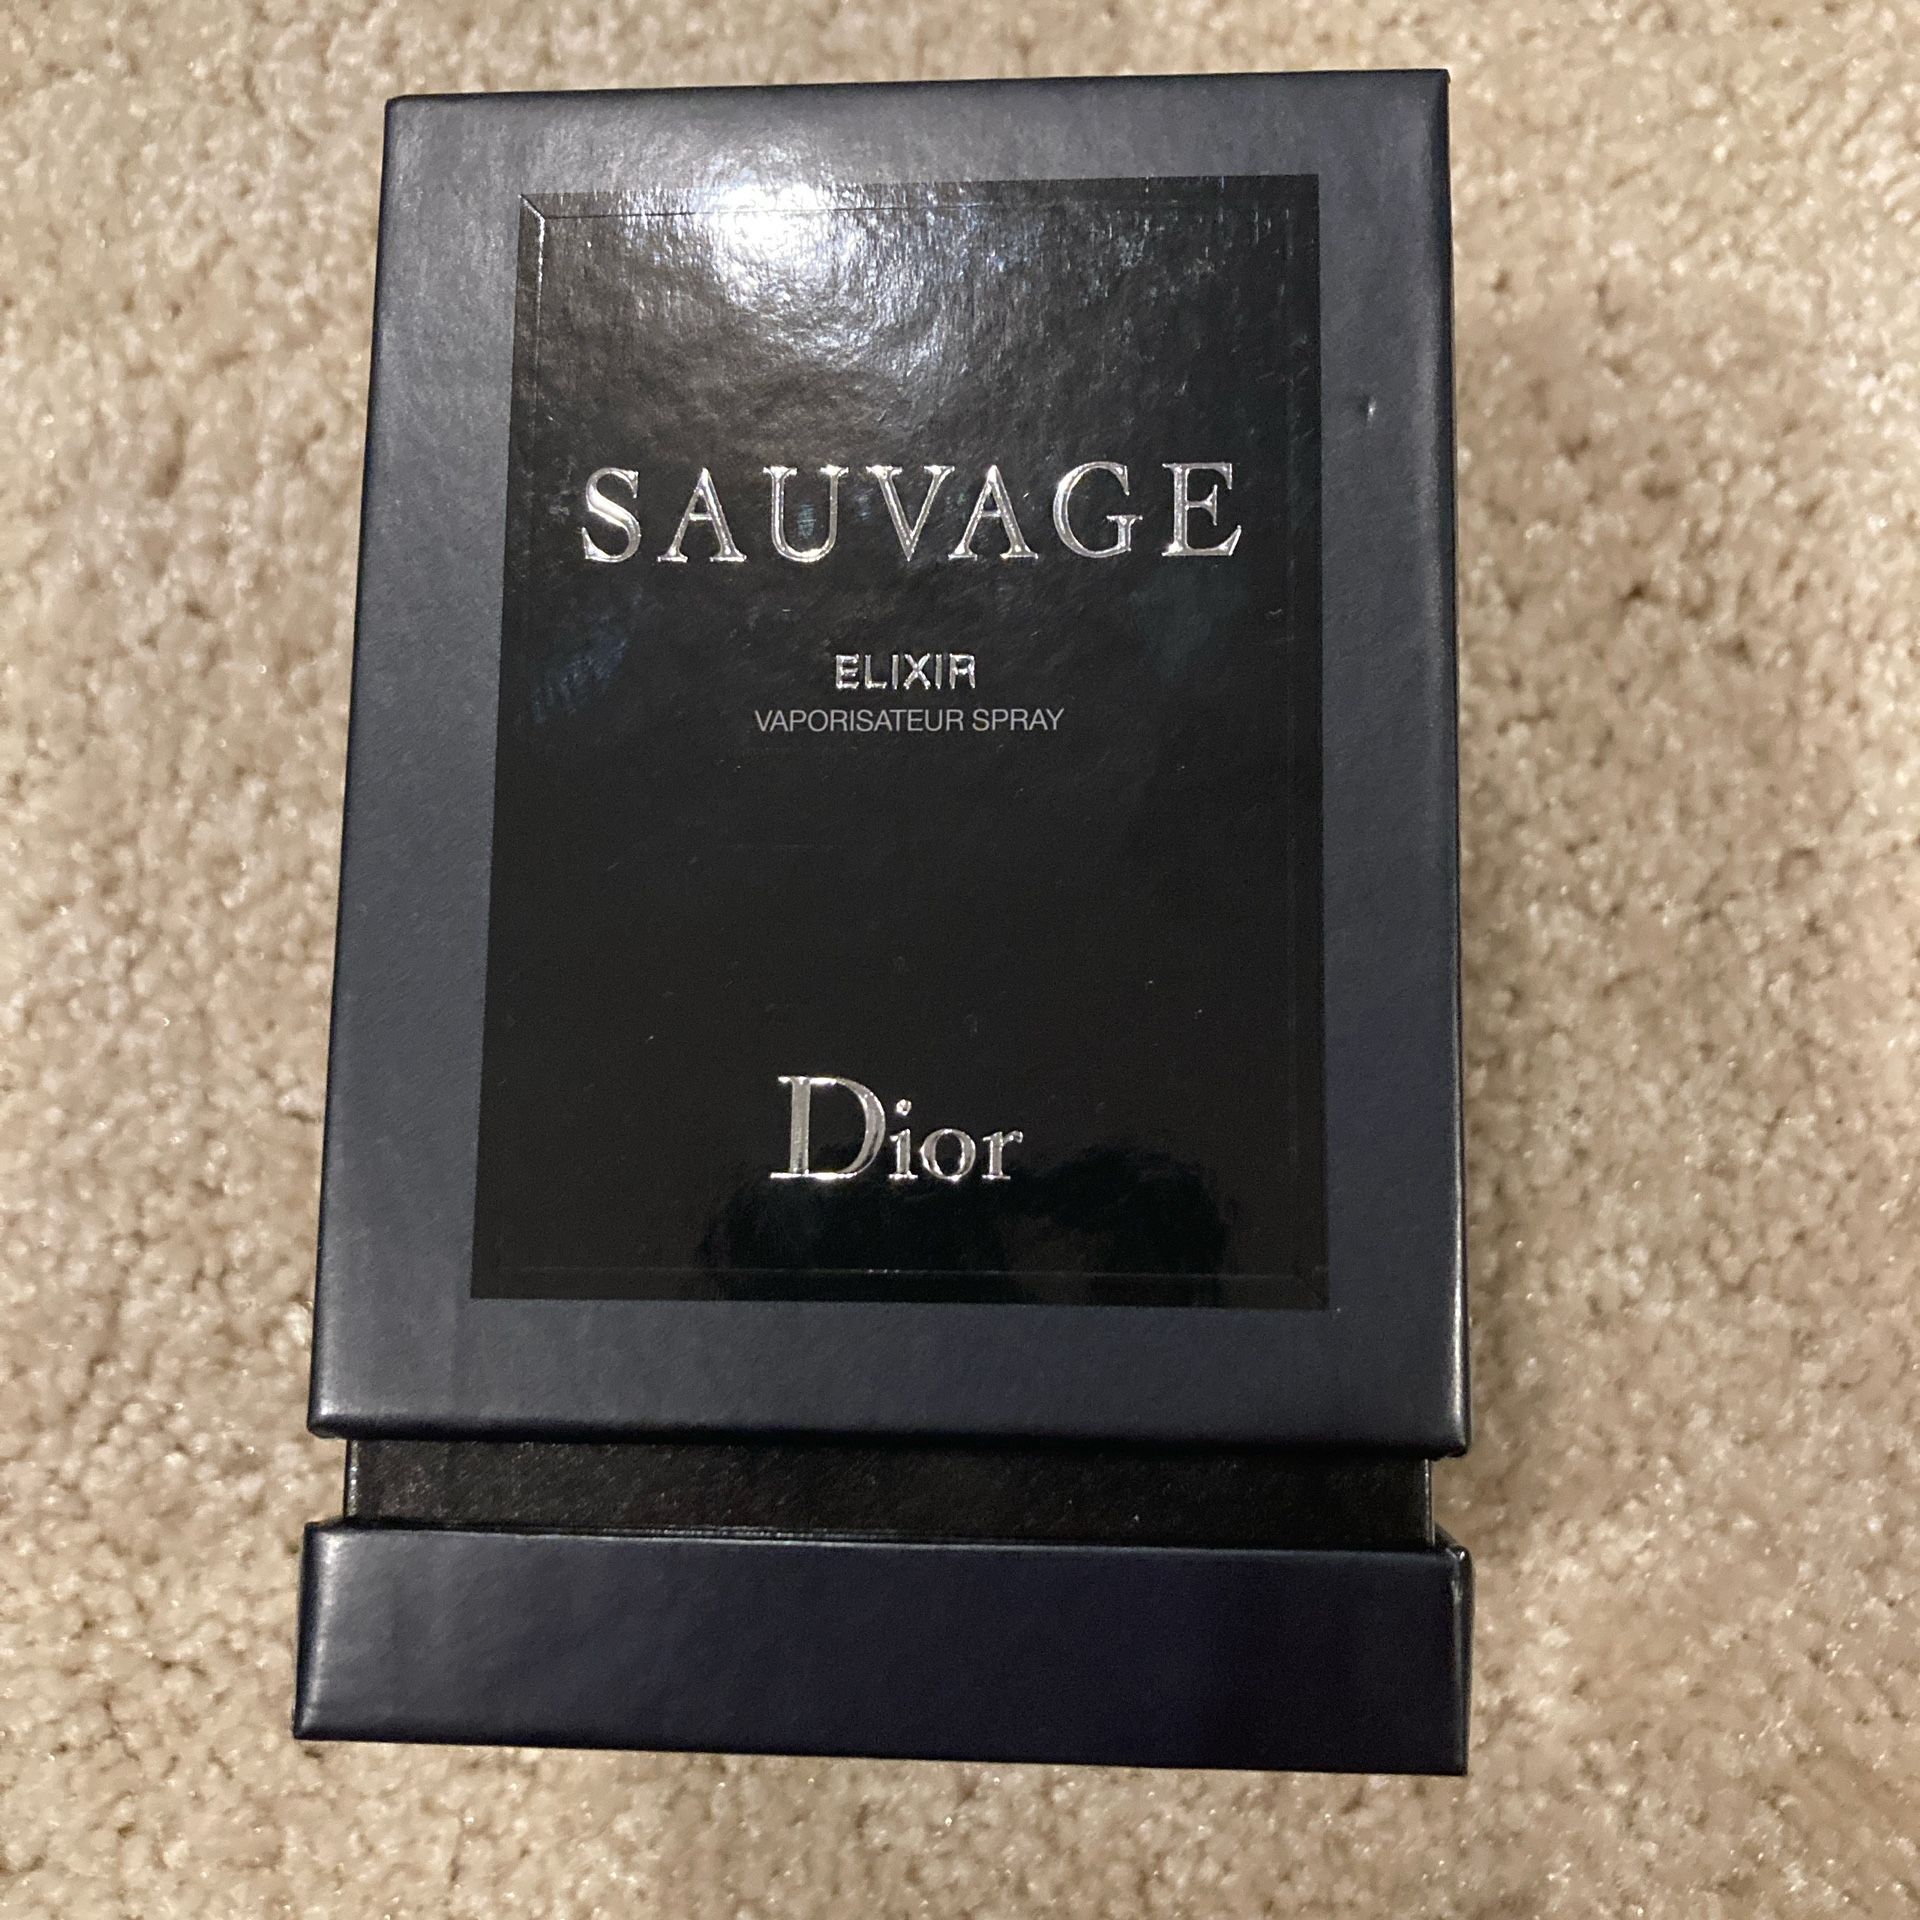 SAUVAGE
ELIXIR
VAPORISATEUR SPRAY
Dior